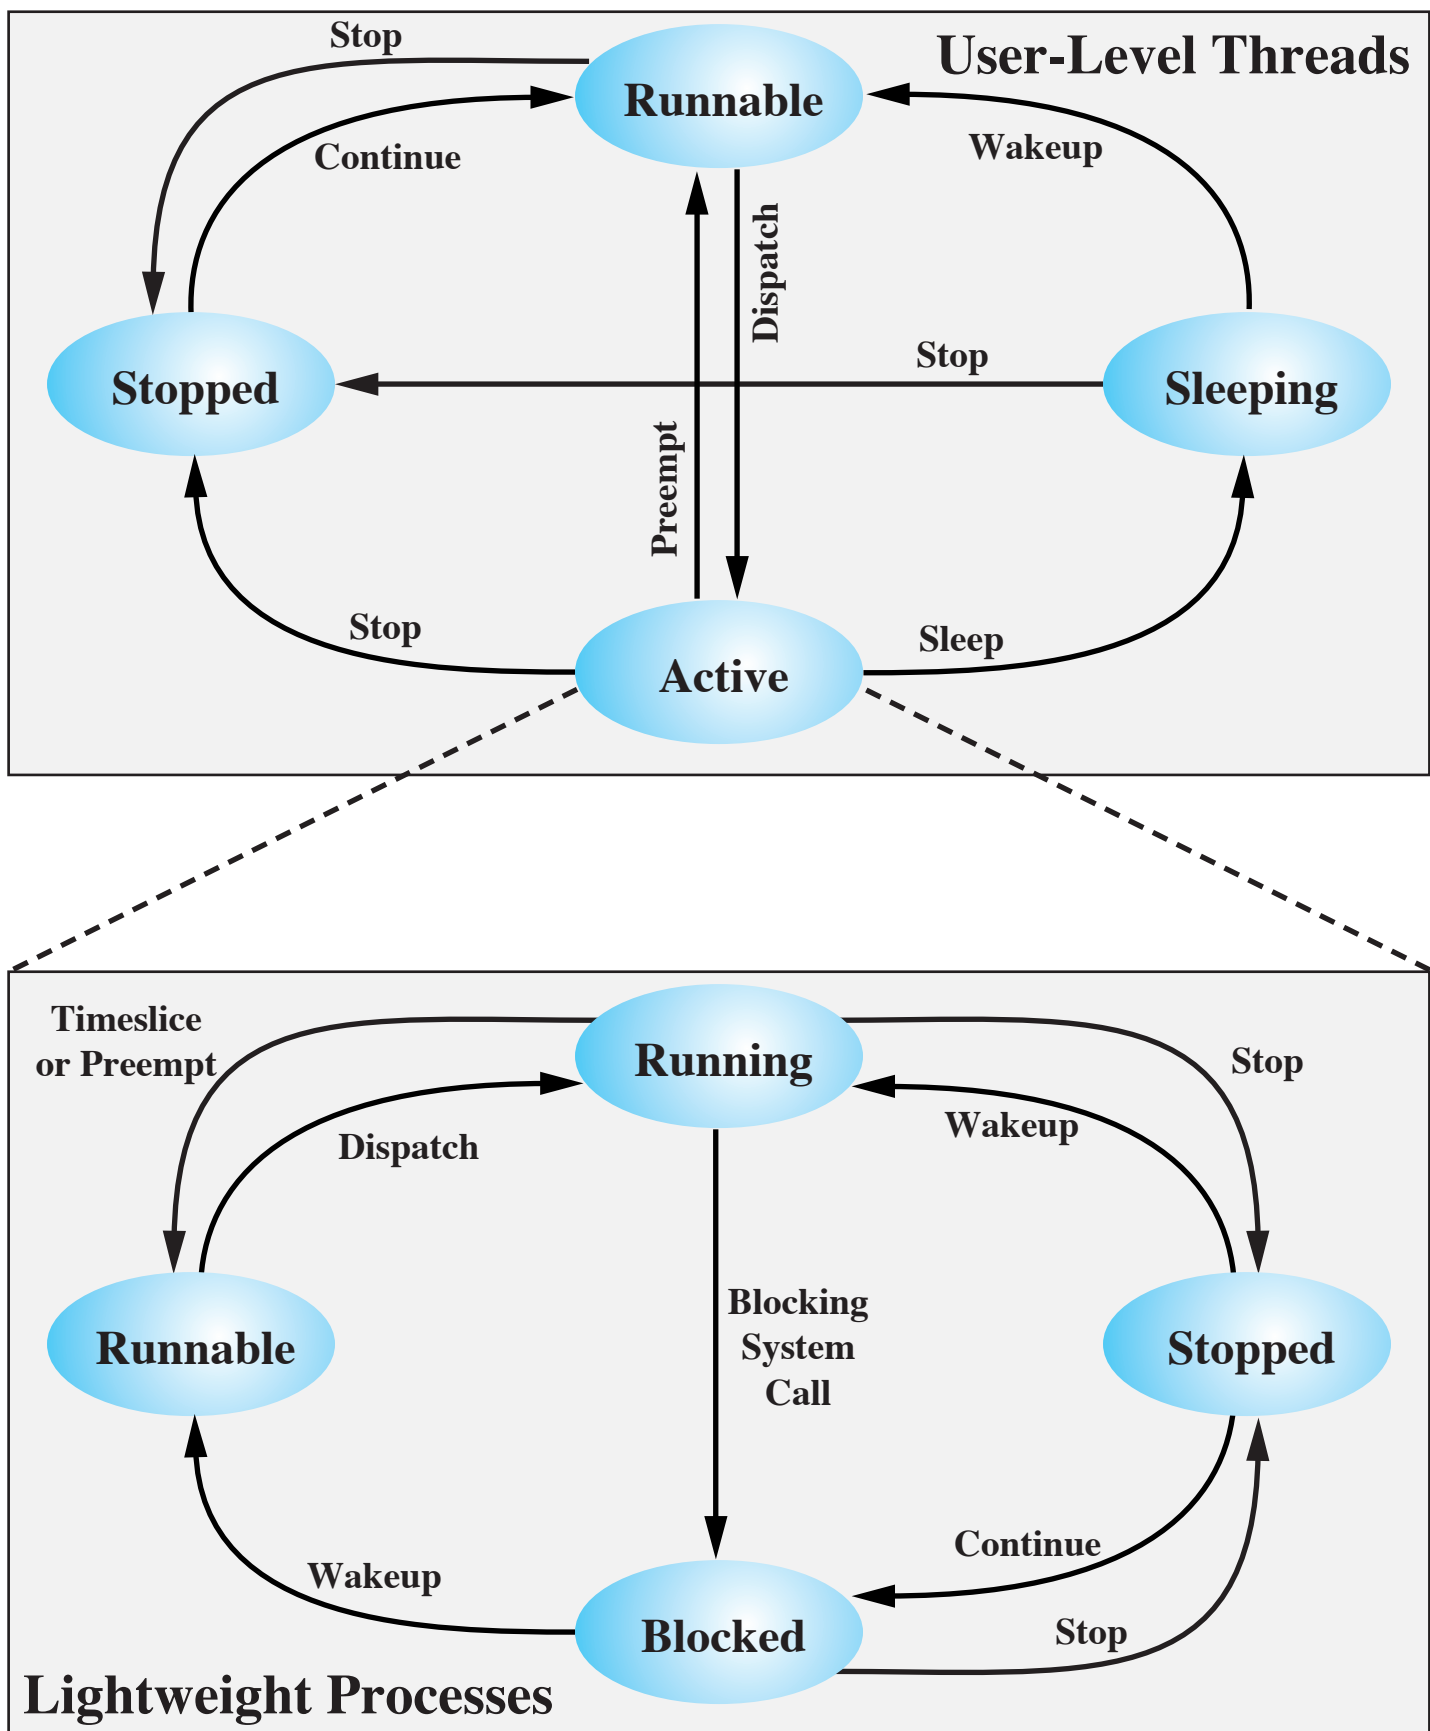 Stop
User-Level Threads
Runnable
Wakeup
Continue
Dispatch
Stop
Stopped
Sleeping
Preempt
Stop
Sleep
Active
Timeslice
or Preempt
Running
Stop
Wakeup
Dispatch
Blocking
System
Call
Runnable
Stopped
Continue
Wakeup
Blocked
Stop
Lightweight Processes